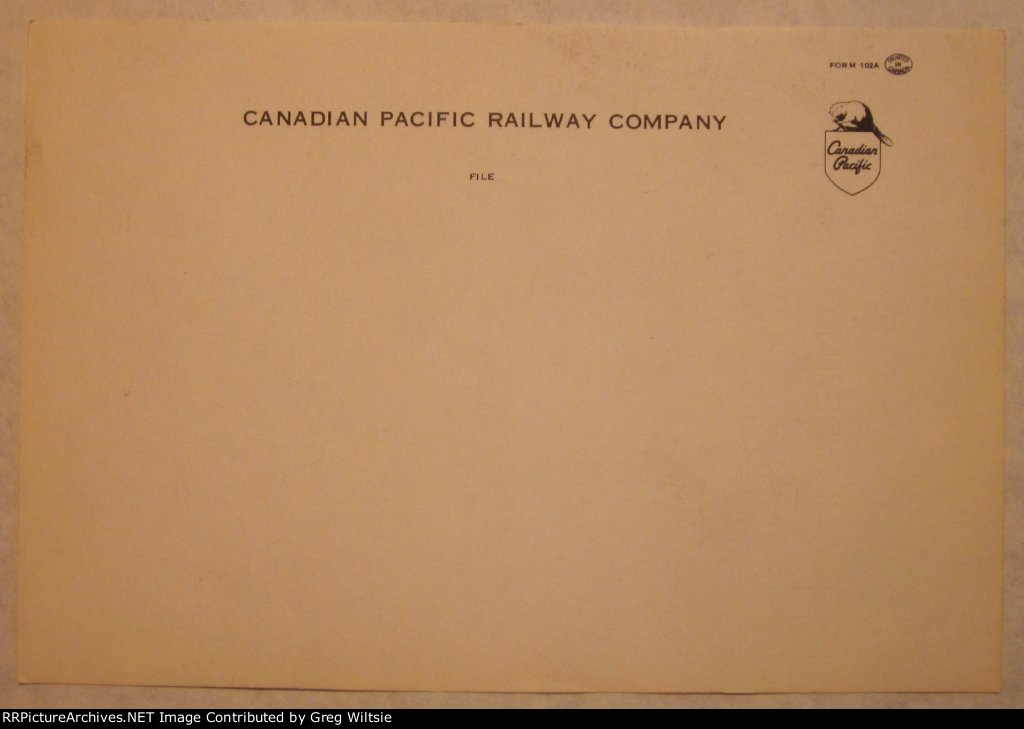 FORM 102A
PRINTED IN CANADA
CANADIAN PACIFIC RAILWAY COMPANY
Canadian
Pacific
FILE
RRPictureArchives.NET Image Contributed by Greg Wiltsie